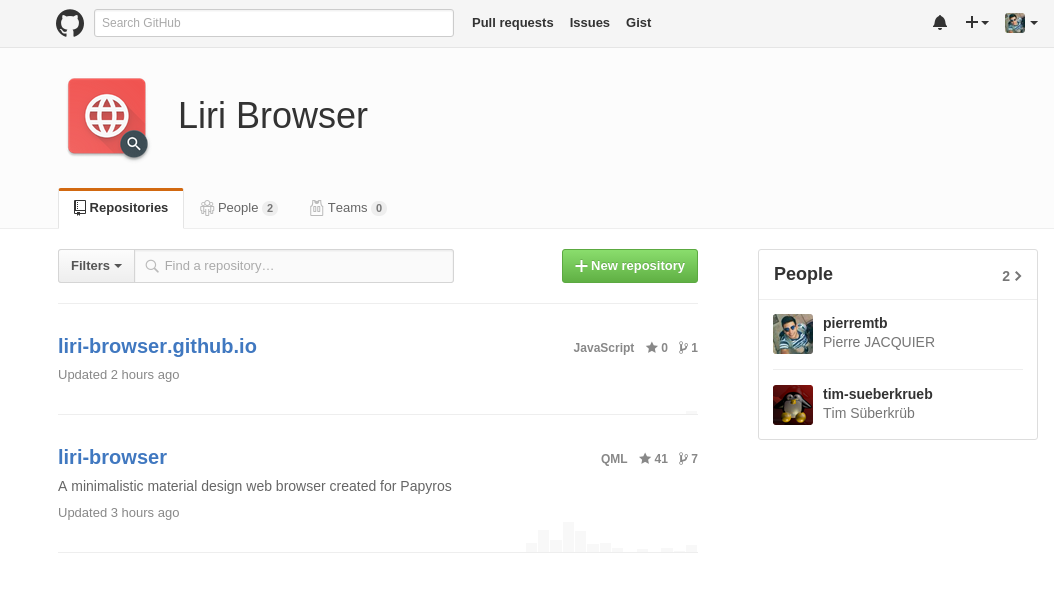 Search GitHub Pull requests Issues Gist
Liri Browser
Repositories People 2 Teams 0
Filters Find a repository… New repository
liri-browser.github.io JavaScript 0 1
Updated 2 hours ago
liri-browser QML 41 7
A minimalistic material design web browser created for Papyros
Updated 3 hours ago
People 2
pierremtb
Pierre JACQUIER
tim-sueberkrueb
Tim Süberkrüb